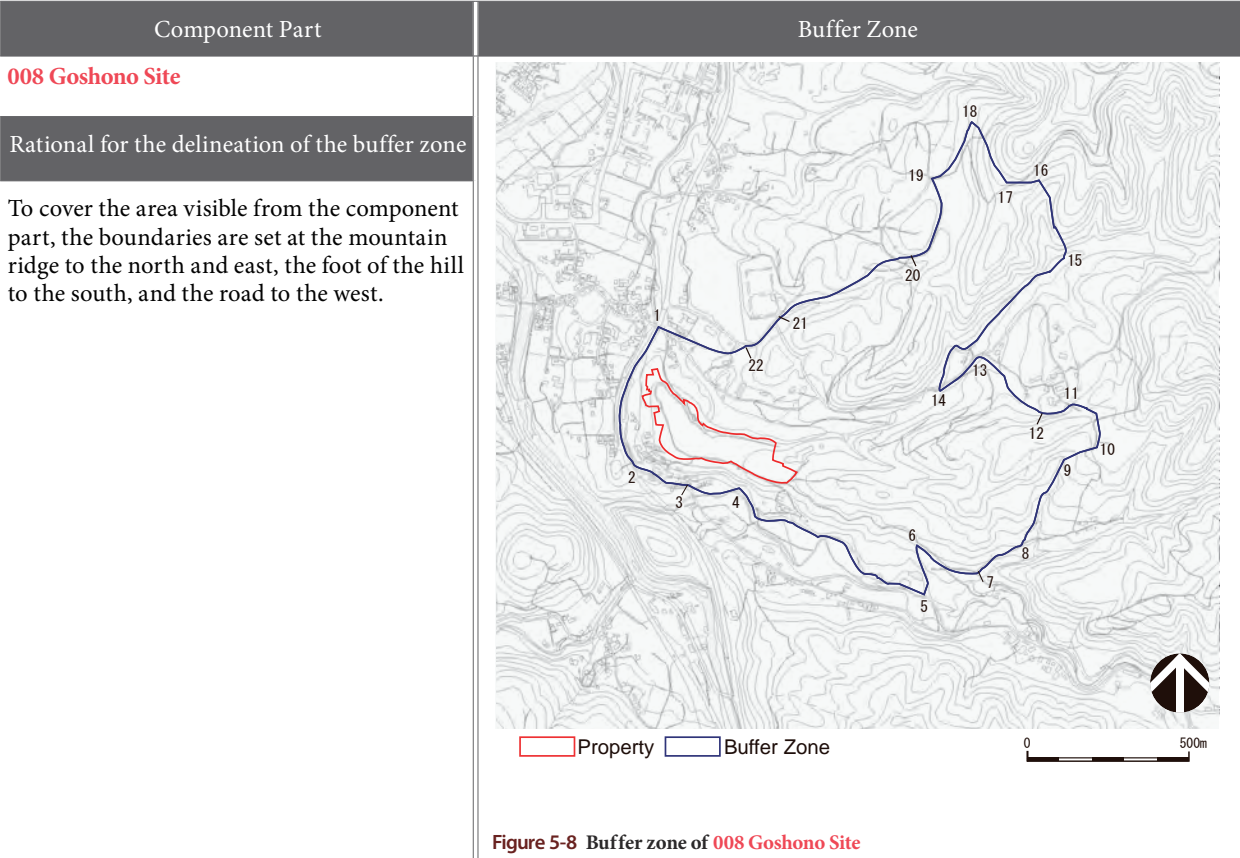 Component Part
Buffer Zone
008 Goshono Site
Rational for the delineation of the buffer zone
To cover the area visible from the component
part, the boundaries are set at the mountain
ridge to the north and east, the foot of the hill
to the south, and the road to the west.
18
19
16
17
15
20
1
21
22
13
14
11
12
10
9
2
3
4
6
8
7
5
Property
Buffer Zone
0
500m
Figure 5-8 Buffer zone of 008 Goshono Site